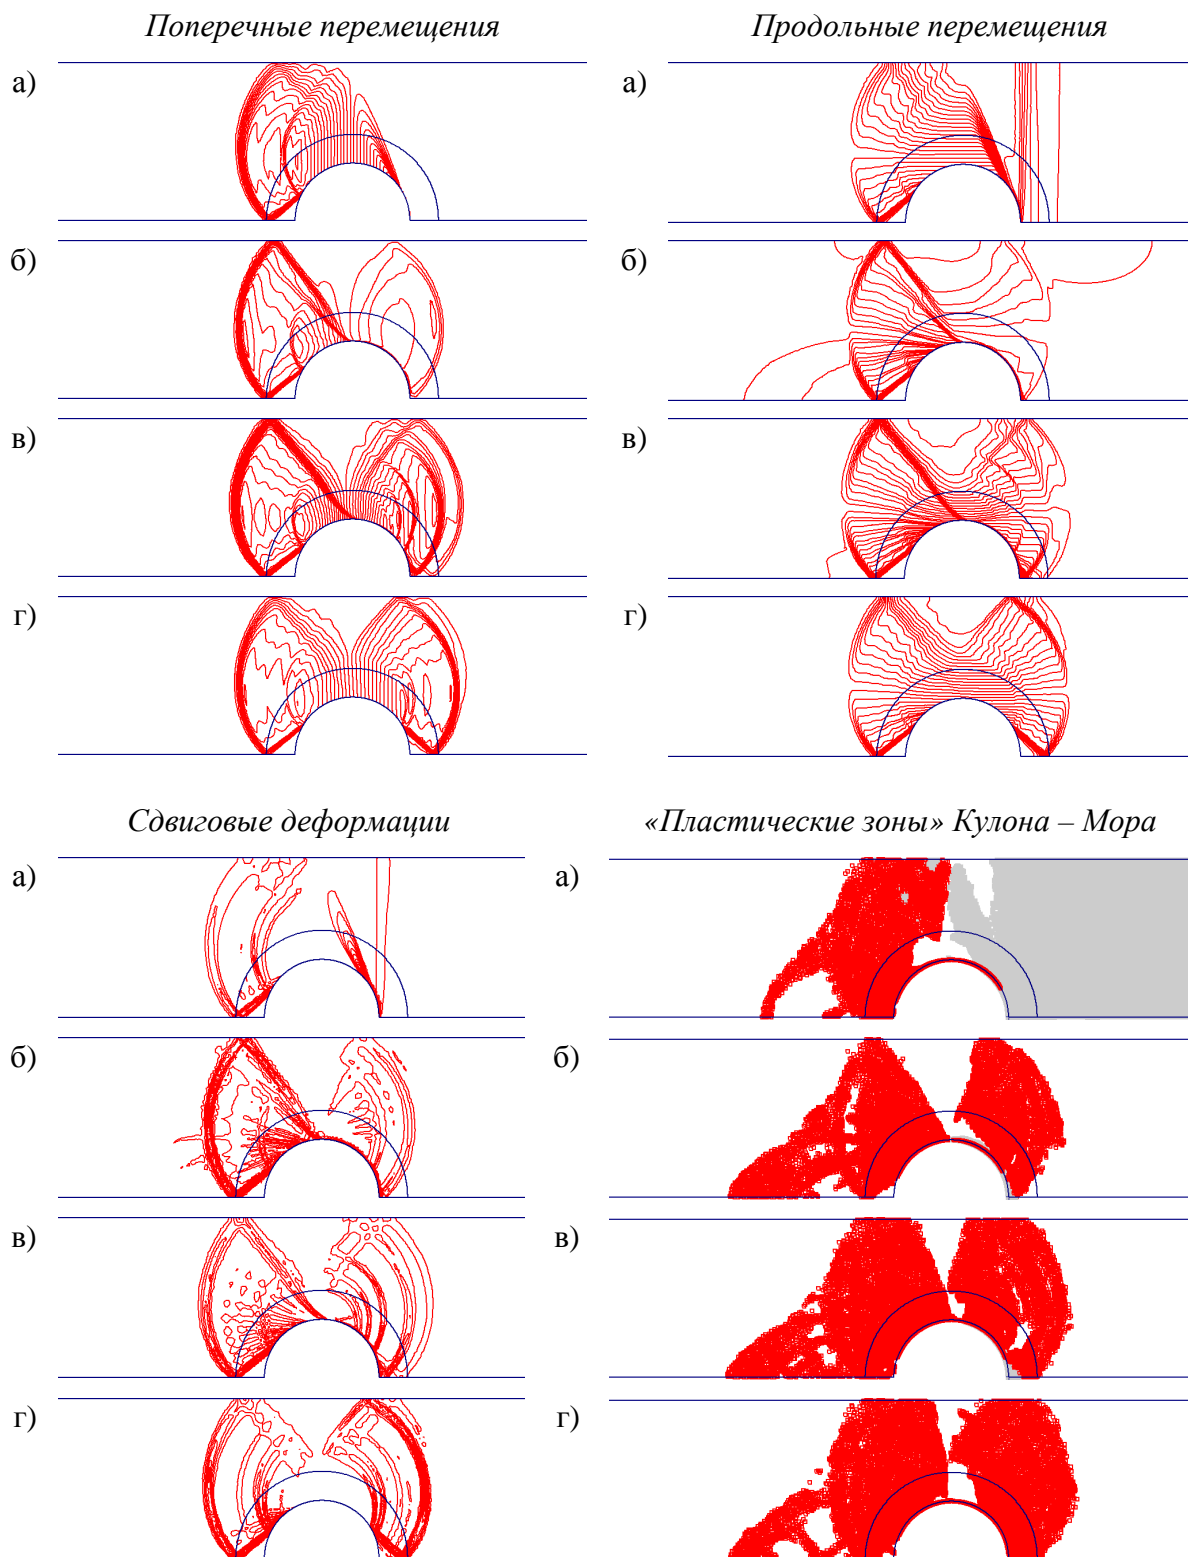 Поперечные перемещения
Продольные перемещения
а)
а)
б)
б)
в)
в)
г)
г)
Сдвиговые деформации
«Пластические зоны» Кулона – Мора
а)
а)
б)
б)
в)
в)
г)
г)